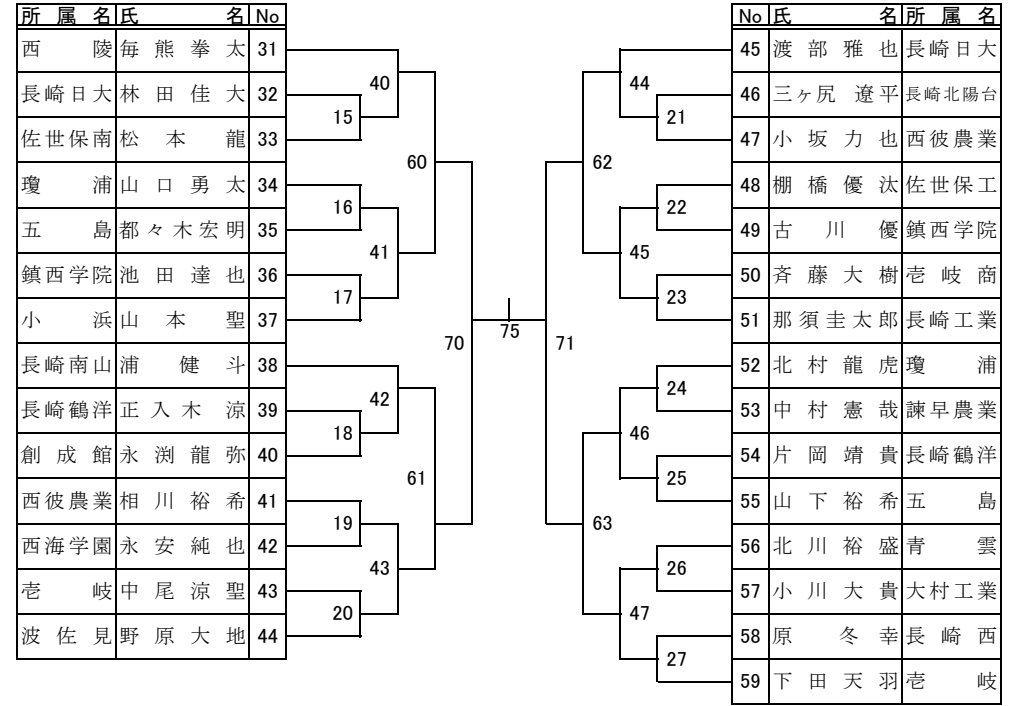 所属名 氏名 No
西陵 毎熊拳太 31
長崎日大 林田佳大 32
佐世保南 松本龍 33
瓊浦 山口勇太 34
五島 都々木宏明 35
鎮西学院 池田達也 36
小浜 山本聖 37
長崎南山 浦健斗 38
長崎鶴洋 正入木涼 39
創成館 永渕龍弥 40
西彼農業 相川裕希 41
西海学園 永安純也 42
壱岐 中尾涼聖 43
波佐見 野原大地 44
40
15
60
16
41
17
70
42
18
61
19
43
20
75
No 氏名 所属名
45 渡部雅也 長崎日大
46 三ヶ尻遼平 長崎北陽台
47 小坂力也 西彼農業
48 棚橋優汰 佐世保工
49 古川優 鎮西学院
50 斉藤大樹 壱岐商
51 那須圭太郎 長崎工業
52 北村龍虎 瓊浦
53 中村憲哉 諫早農業
54 片岡靖貴 長崎鶴洋
55 山下裕希 五島
56 北川裕盛 青雲
57 小川大貴 大村工業
58 原冬幸 長崎西
59 下田天羽 壱岐
44
21
62
22
45
23
71
24
46
25
63
26
47
27